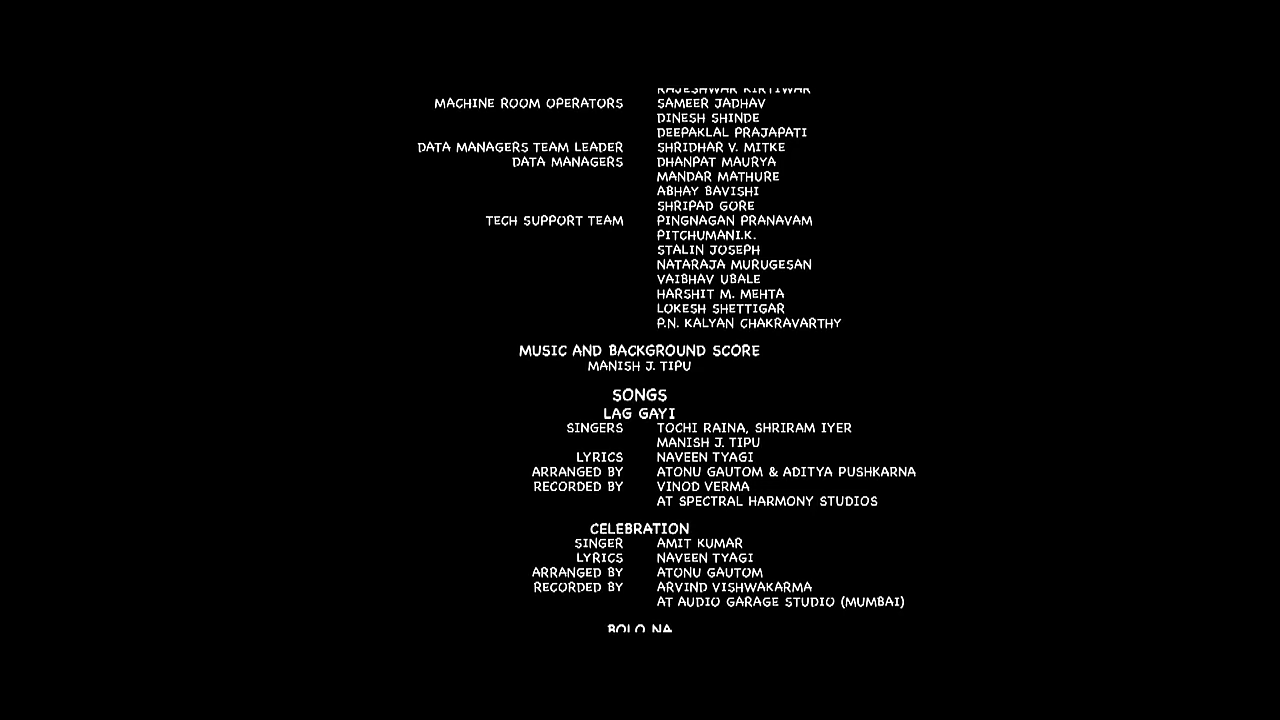 RAJESHWAR KIRTIWAR
MACHINE ROOM OPERATORS SAMEER JADHAV
DINESH SHINDE
DEEPAKLAL PRAJAPATI
DATA MANAGERS TEAM LEADER SHRIDHAR V. MITKE
DATA MANAGERS DHANPAT MAURYA
MANDAR MATHURE
ABHAY BAVISHI
SHRIPAD GORE
TECH SUPPORT TEAM PINGNAGAN PRANAVAM
PITCHUMANI.K.
STALIN JOSEPH
NATARAJA MURUGESAN
VAIBHAV UBALE
HARSHIT M. MEHTA
LOKESH SHETTIGAR
P.N. KALYAN CHAKRAVARTHY
MUSIC AND BACKGROUND SCORE
MANISH J. TIPU
SONGS
LAG GAYI
SINGERS TOCHI RAINA, SHRIRAM IYER
MANISH J. TIPU
LYRICS NAVEEN TYAGI
ARRANGED BY ATONU GAUTOM & ADITYA PUSHKARNA
RECORDED BY VINOD VERMA
AT SPECTRAL HARMONY STUDIOS
CELEBRATION
SINGER AMIT KUMAR
LYRICS NAVEEN TYAGI
ARRANGED BY ATONU GAUTOM
RECORDED BY ARVIND VISHWAKARMA
AT AUDIO GARAGE STUDIO (MUMBAI)
BOLO NA